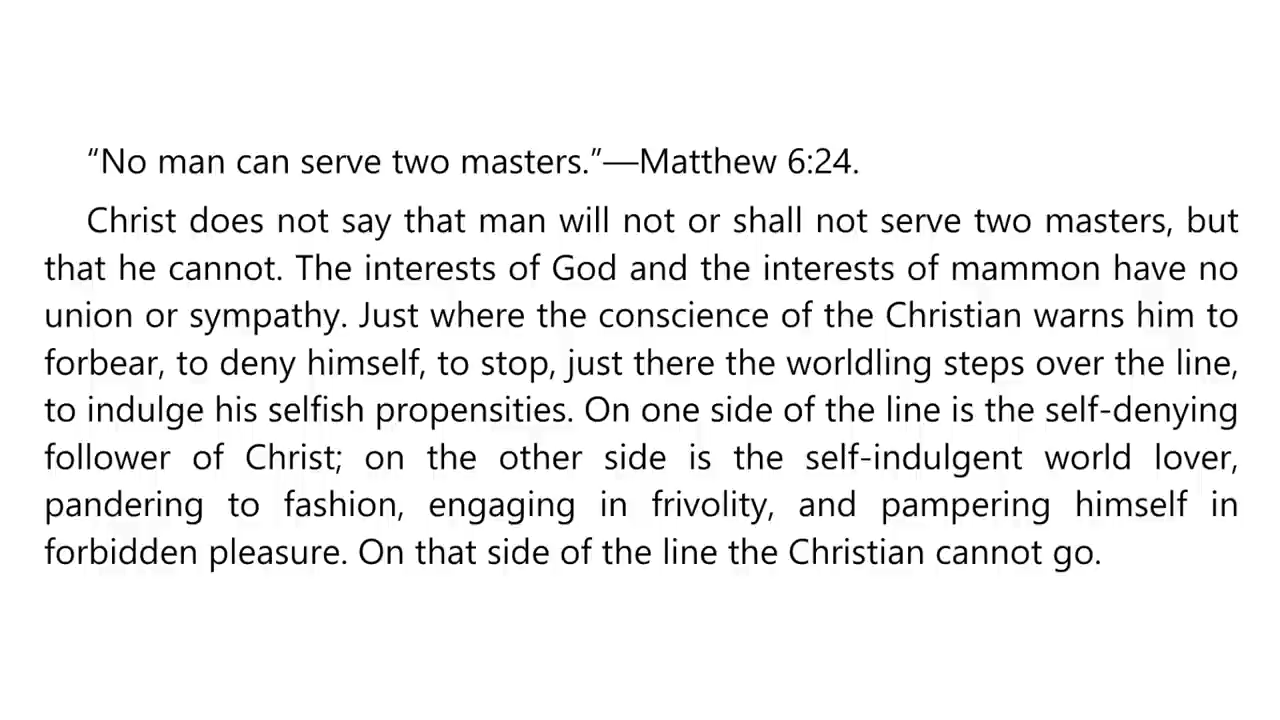 “No man can serve two masters.”—Matthew 6:24.
Christ does not say that man will not or shall not serve two masters, but
that he cannot. The interests of God and the interests of mammon have no
union or sympathy. Just where the conscience of the Christian warns him to
forbear, to deny himself, to stop, just there the worldling steps over the line,
to indulge his selfish propensities. On one side of the line is the self-denying
follower of Christ; on the other side is the self-indulgent world lover,
pandering to fashion, engaging in frivolity, and pampering himself in
forbidden pleasure. On that side of the line the Christian cannot go.